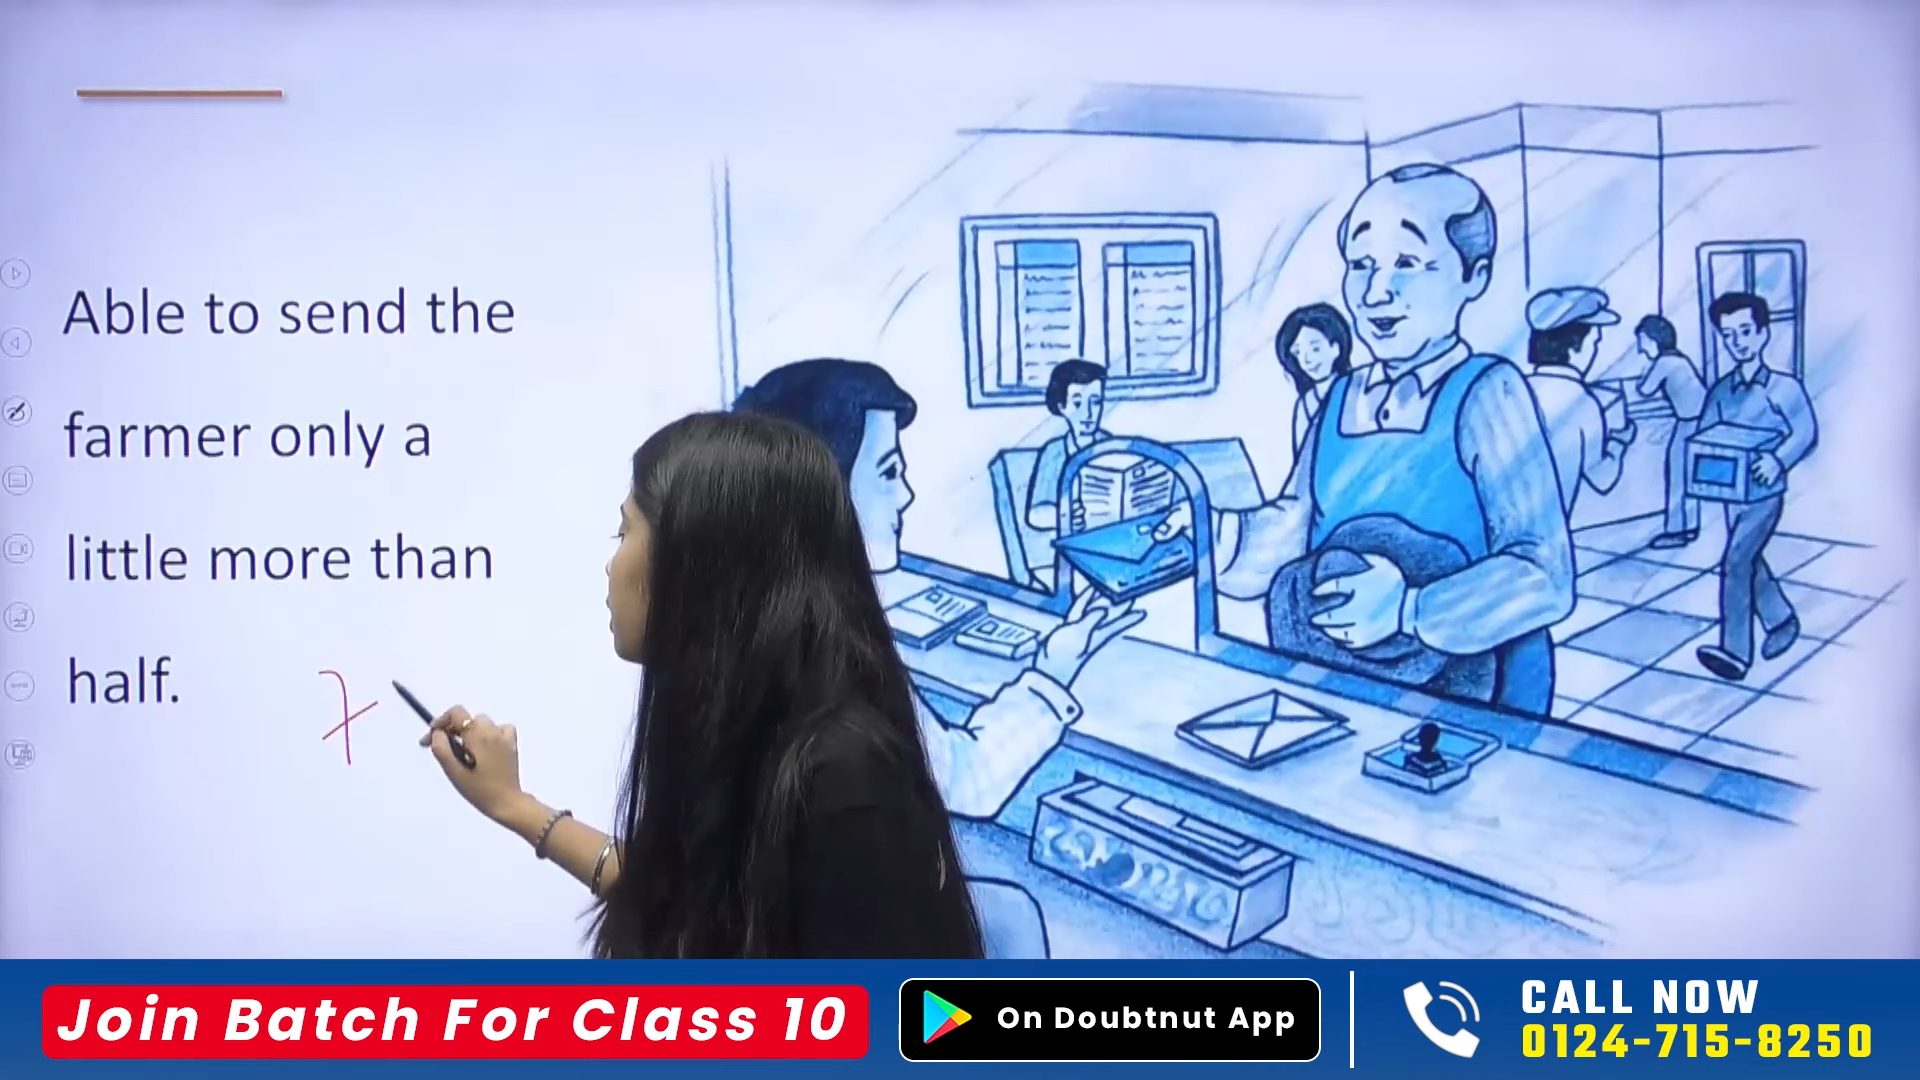 Able to send the
farmer only a
little more than
half.
7
Join Batch For Class 10
On Doubtnut App
CALL NOW
0124-715-8250